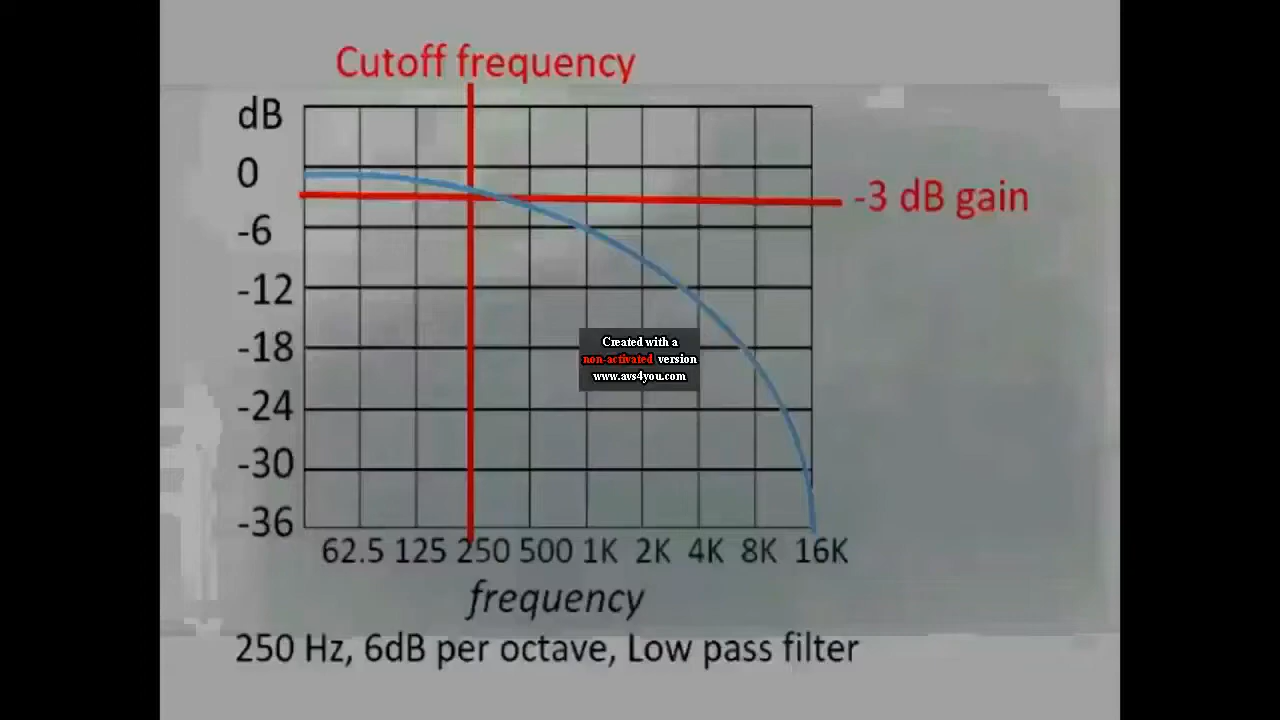 Cutoff frequency
dB
0
-3 dB gain
-6
-12
-18
-24
-30
-36
Created with a
non-activated version
www.avs4you.com
62.5 125 250 500 1K 2K 4K 8K 16K
frequency
250 Hz, 6dB per octave, Low pass filter